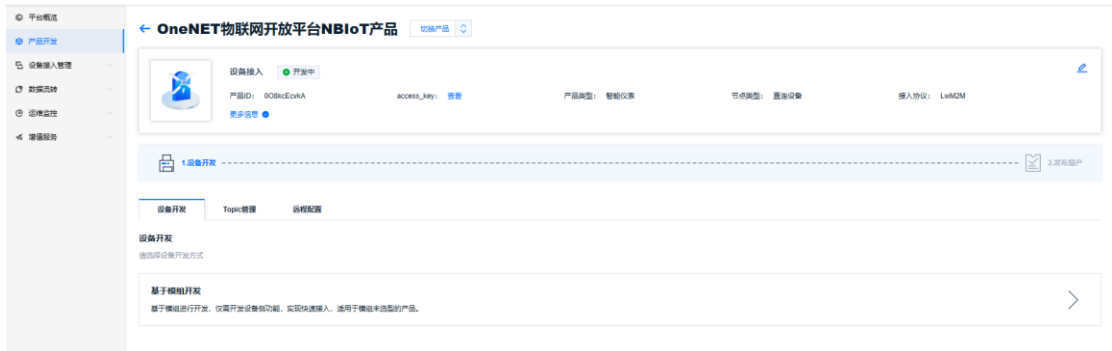 平台概览
产品开发
设备接入管理
数据流转
运维监控
增值服务
← OneNET物联网开放平台NBIoT产品 切换产品
设备接入 开发中
产品ID: 0O8kcEcvkA access_key: 查看 产品类型: 智能仪表 节点类型: 直连设备 接入协议: LwM2M
更多信息
1.设备开发 2.发布量产
设备开发 Topic管理 远程配置
设备开发
请选择设备开发方式
基于模组开发
基于模组进行开发，仅需开发设备侧功能，实现快速接入，适用于模组未选型的产品。